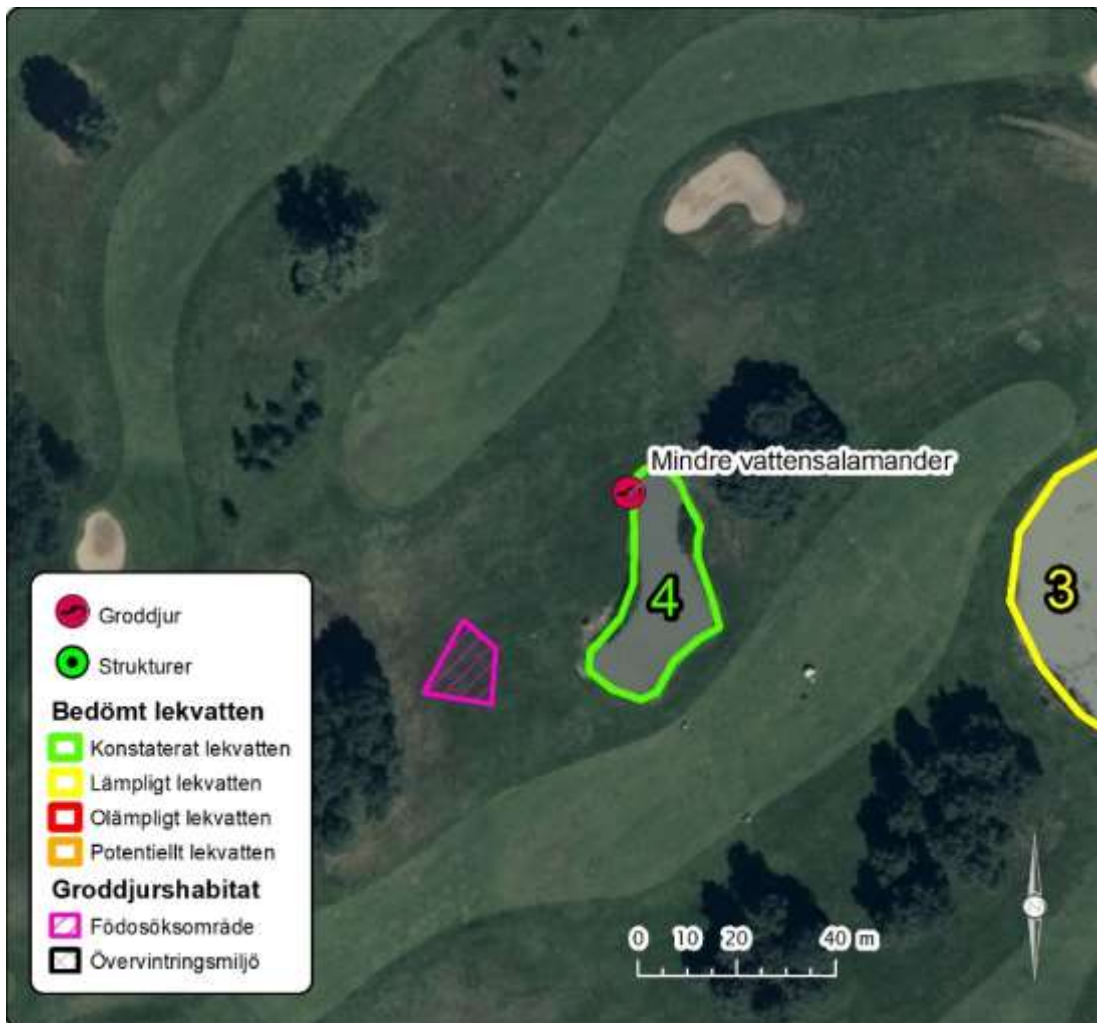 Mindre vattensalamander
4
3
Groddjur
Strukturer
Bedömt lekvatten
Konstaterat lekvatten
Lämpligt lekvatten
Olämpligt lekvatten
Potentiellt lekvatten
Groddjurshabitat
Födosöksområde
Övervintringsmiljö
0 10 20 40 m